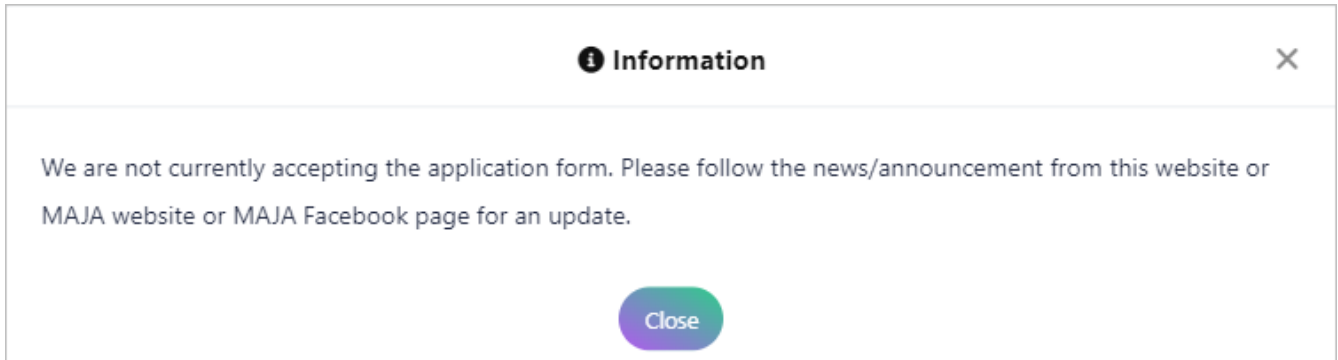 Information
We are not currently accepting the application form. Please follow the news/announcement from this website or
MAJA website or MAJA Facebook page for an update.
Close